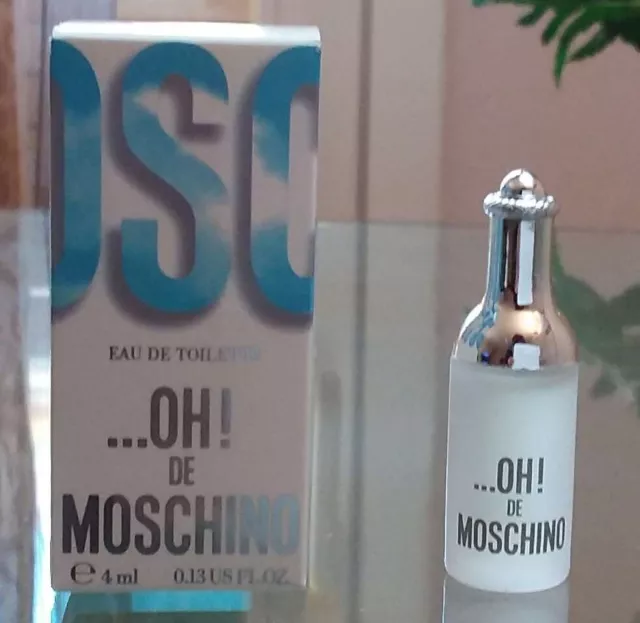 OSC
EAU DE TOILETTE
...OH!
DE
MOSCHINO
e 4 ml 0.13 US FL.OZ.
...OH!
DE
MOSCHINO